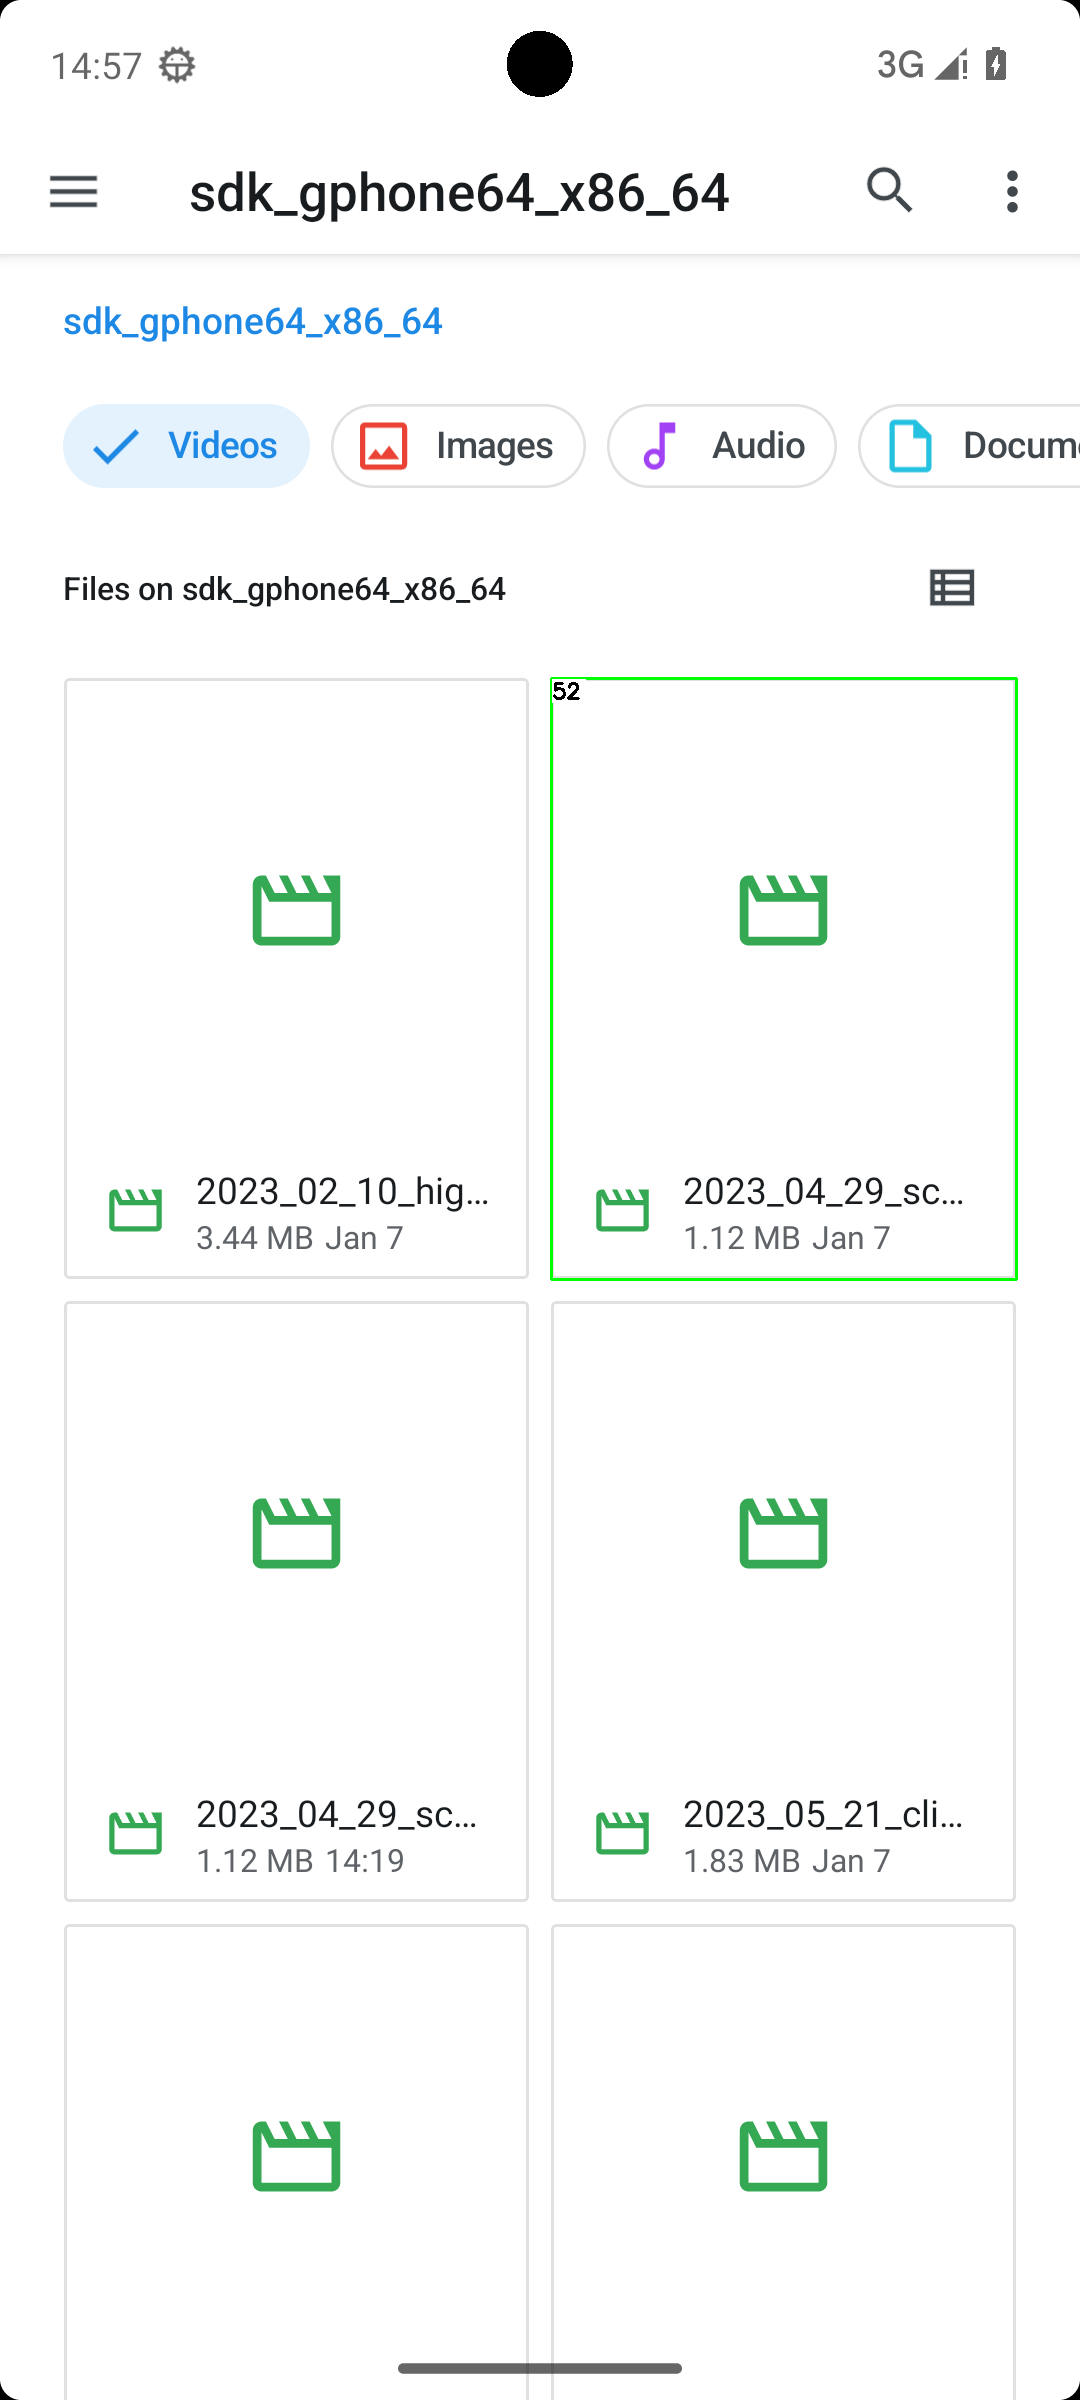 14:57
3G
sdk_gphone64_x86_64
sdk_gphone64_x86_64
Videos
Images
Audio
Docum
Files on sdk_gphone64_x86_64
52
2023_02_10_hig...
3.44 MB Jan 7
2023_04_29_sc...
1.12 MB Jan 7
2023_04_29_sc...
1.12 MB 14:19
2023_05_21_cli...
1.83 MB Jan 7